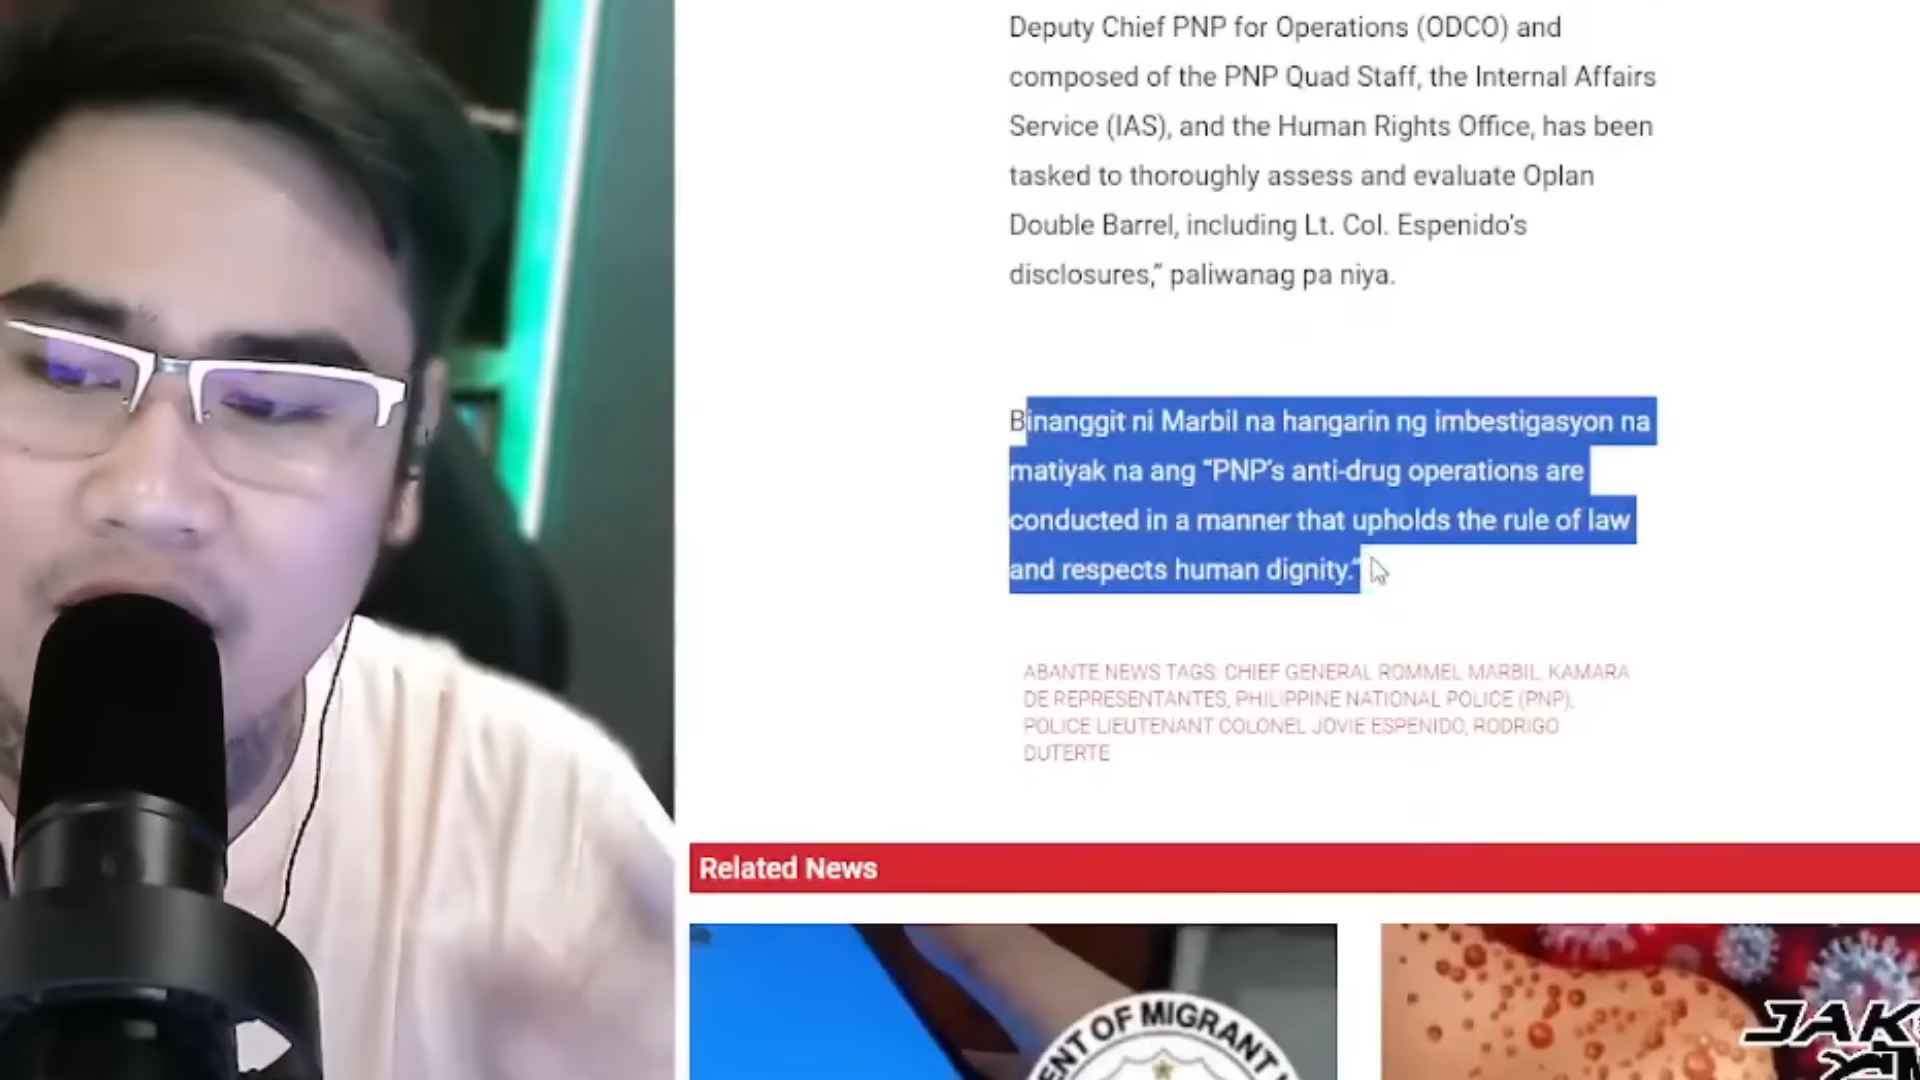 Deputy Chief PNP for Operations (ODCO) and
composed of the PNP Quad Staff, the Internal Affairs
Service (IAS), and the Human Rights Office, has been
tasked to thoroughly assess and evaluate Oplan
Double Barrel, including Lt. Col. Espenido’s
disclosures,” paliwanag pa niya.
Binanggit ni Marbil na hangarin ng imbestigasyon na
matiyak na ang “PNP’s anti-drug operations are
conducted in a manner that upholds the rule of law
and respects human dignity.”
ABANTE NEWS TAGS: CHIEF GENERAL ROMMEL MARBIL, KAMARA
DE REPRESENTANTES, PHILIPPINE NATIONAL POLICE (PNP),
POLICE LIEUTENANT COLONEL JOVIE ESPENIDO, RODRIGO
DUTERTE
Related News
OF MIGRANT